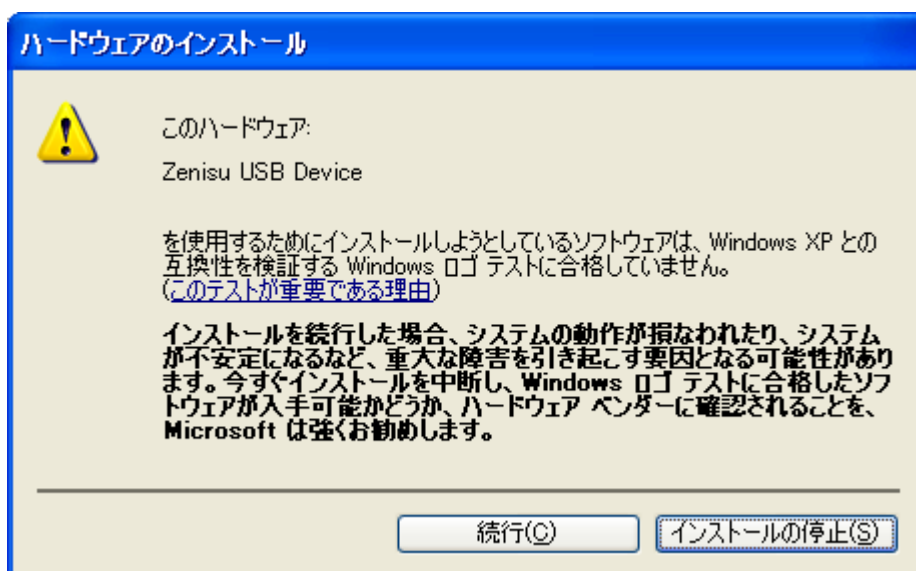 ハードウェアのインストール
このハードウェア:
Zenisu USB Device
を使用するためにインストールしようとしているソフトウェアは、Windows XP との
互換性を検証する Windows ロゴ テストに合格していません。
(このテストが重要である理由)
インストールを続行した場合、システムの動作が損なわれたり、システム
が不安定になるなど、重大な障害を引き起こす要因となる可能性があり
ます。今すぐインストールを中断し、Windows ロゴ テストに合格したソフ
トウェアが入手可能かどうか、ハードウェア ベンダーに確認されることを、
Microsoft は強くお勧めします。
続行(C)
インストールの停止(S)